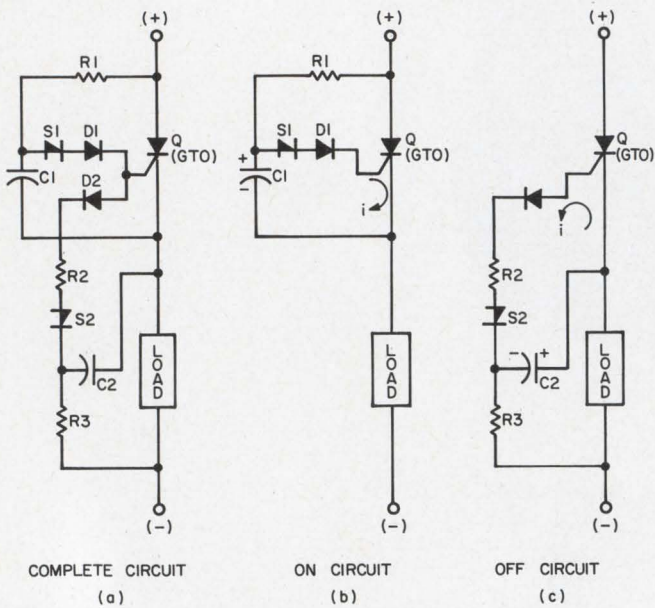 (+)
R1
S1 D1
Q
(GTO)
C1
D2
R2
S2
C2
LOAD
R3
(-)
COMPLETE CIRCUIT
(a)
(+)
R1
S1 D1
Q
(GTO)
+
C1
-
i
LOAD
(-)
ON CIRCUIT
(b)
(+)
Q
(GTO)
i
R2
S2
- +
C2
LOAD
R3
(-)
OFF CIRCUIT
(c)